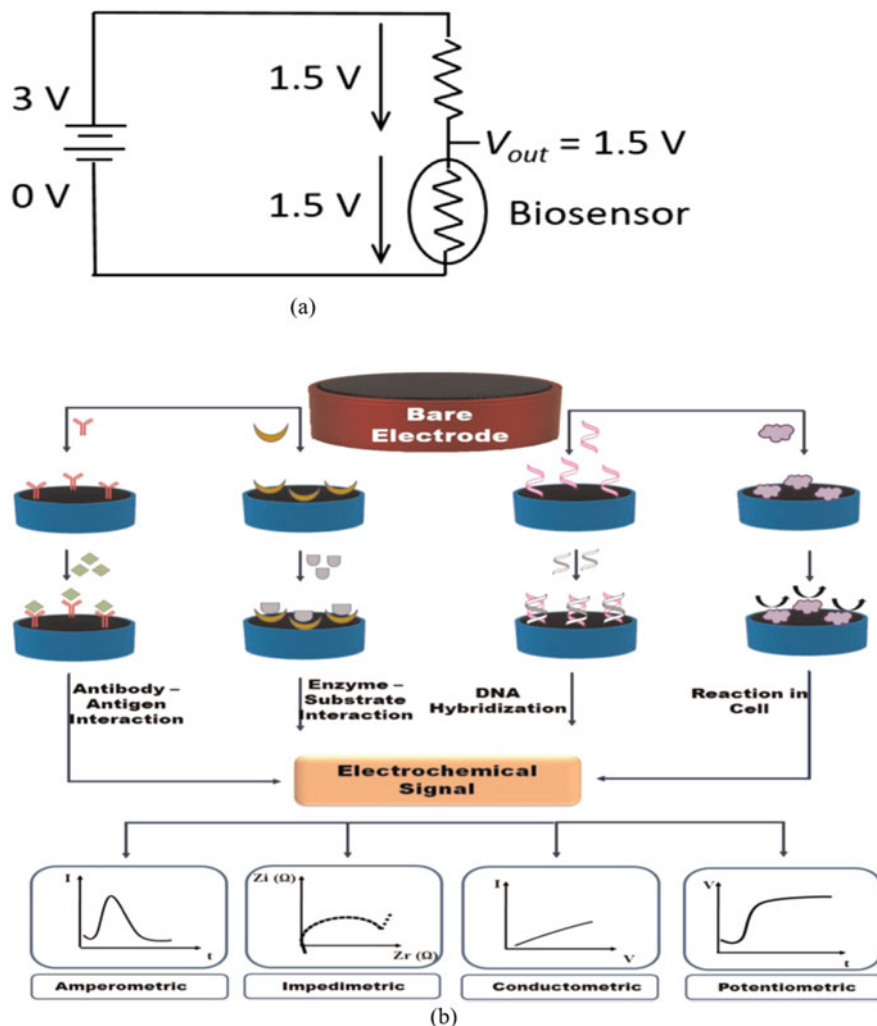 3 V
1.5 V
V_out = 1.5 V
0 V
1.5 V
Biosensor
(a)
Bare
Electrode
Antibody –
Antigen
Interaction
Enzyme –
Substrate
Interaction
DNA
Hybridization
Reaction in
Cell
Electrochemical
Signal
I
t
Amperometric
Zi (Ω)
Zr (Ω)
Impedimetric
I
V
Conductometric
V
t
Potentiometric
(b)